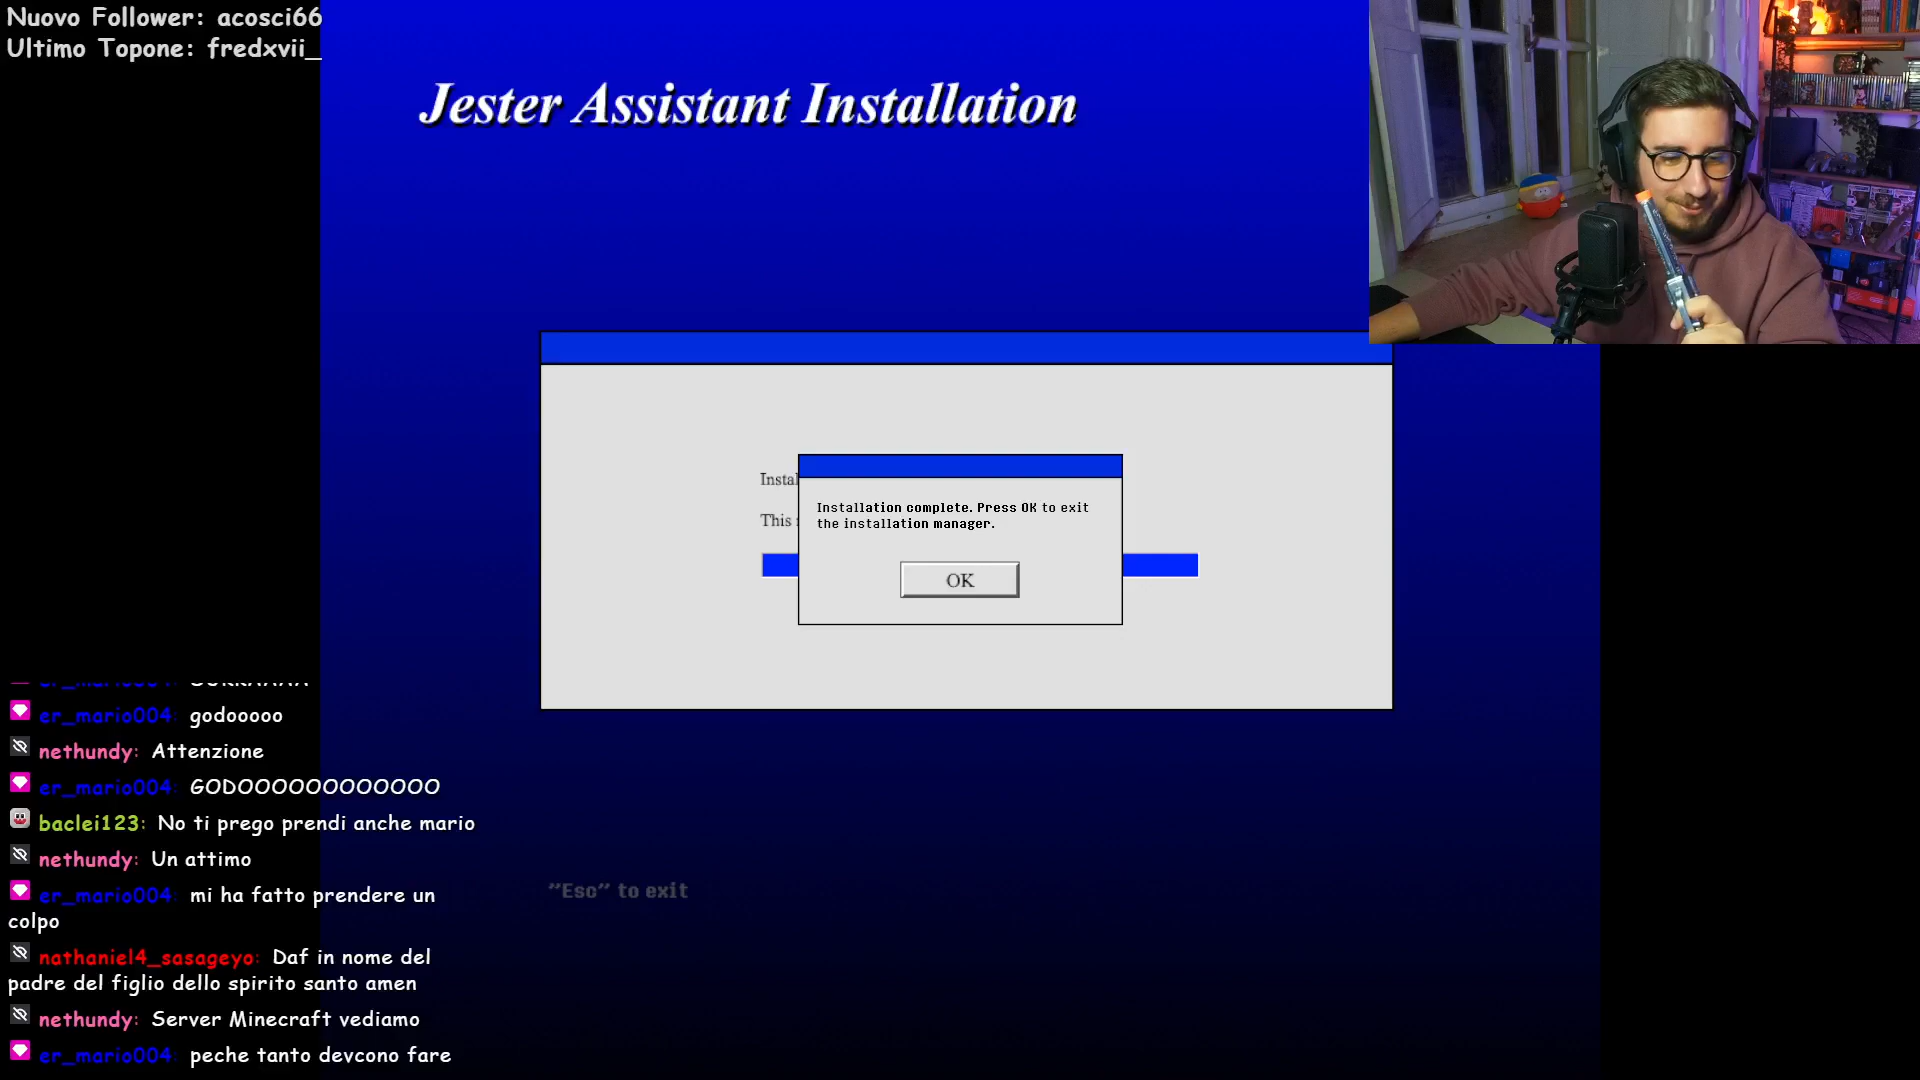 Nuovo Follower: acosci66
Ultimo Topone: fredxvii_
Jester Assistant Installation
Instal
This
Installation complete. Press OK to exit
the installation manager.
OK
"Esc" to exit
er_mario004: godooooo
nethundy: Attenzione
er_mario004: GODOOOOOOOOOOOO
baclei123: No ti prego prendi anche mario
nethundy: Un attimo
er_mario004: mi ha fatto prendere un
colpo
nathaniel4_sasageyo: Daf in nome del
padre del figlio dello spirito santo amen
nethundy: Server Minecraft vediamo
er_mario004: peche tanto devcono fare